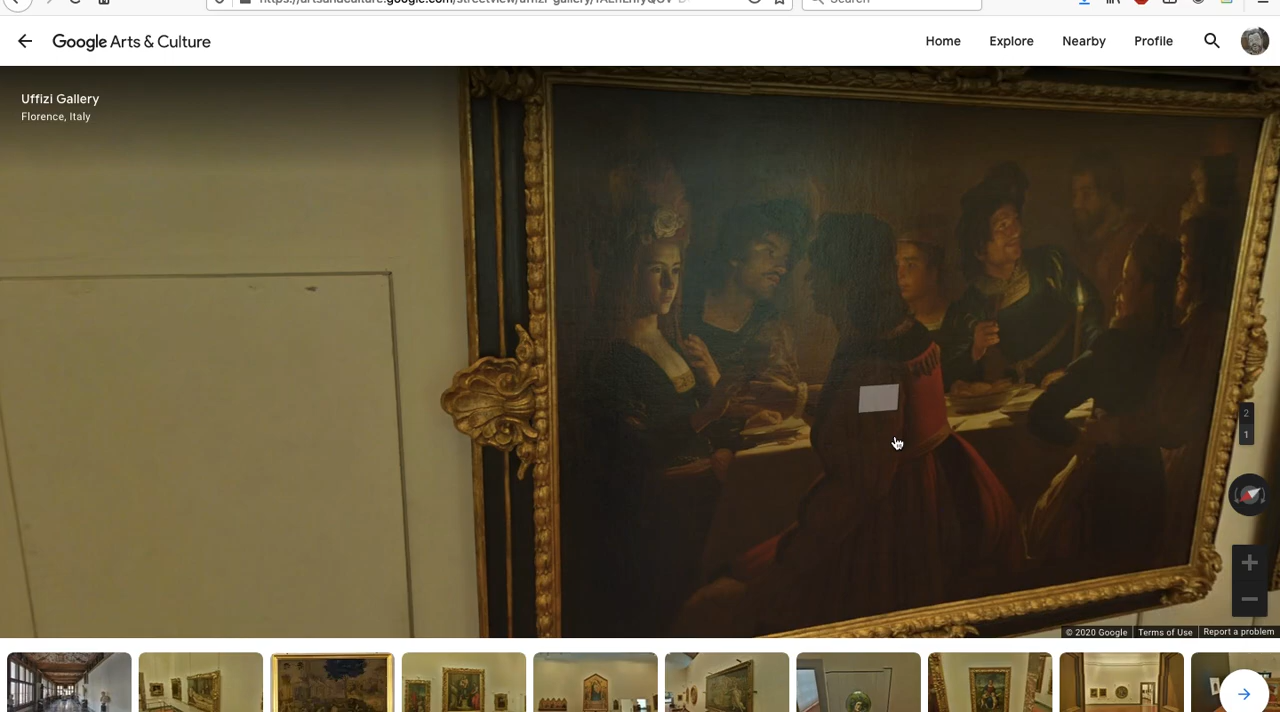 Google Arts & Culture
Home
Explore
Nearby
Profile
Uffizi Gallery
Florence, Italy
2
1
© 2020 Google
Terms of Use
Report a problem